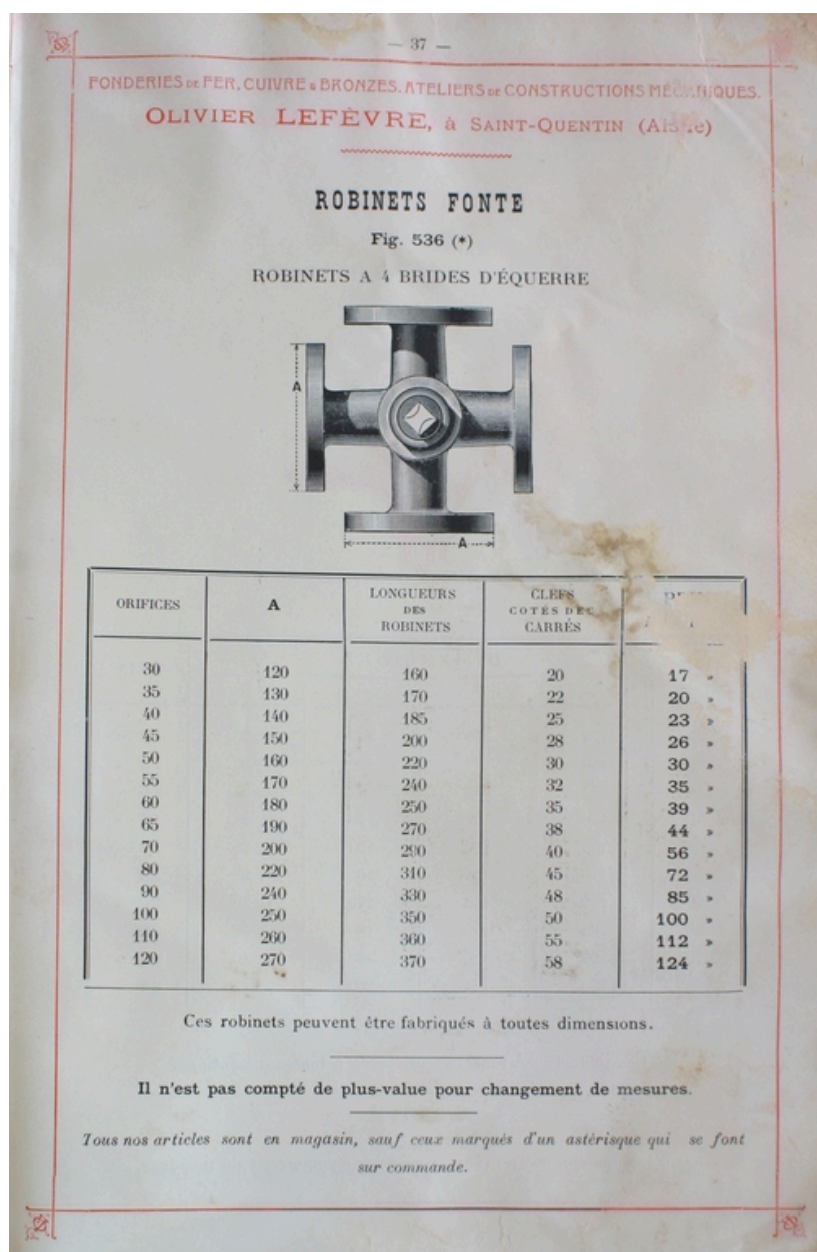 — 37 —
FONDERIES DE FER, CUIVRE & BRONZES. ATELIERS DE CONSTRUCTIONS MÉCANIQUES.
OLIVIER LEFÈVRE, à SAINT-QUENTIN (Aisne)
ROBINETS FONTE
Fig. 536 (*)
ROBINETS A 4 BRIDES D'ÉQUERRE
A
A
ORIFICES A LONGUEURS DES ROBINETS CLEFS COTÉS DES CARRÉS
30 120 160 20 17 »
35 130 170 22 20 »
40 140 185 25 23 »
45 150 200 28 26 »
50 160 220 30 30 »
55 170 240 32 35 »
60 180 250 35 39 »
65 190 270 38 44 »
70 200 290 40 56 »
80 220 310 45 72 »
90 240 330 48 85 »
100 250 350 50 100 »
110 260 360 55 112 »
120 270 370 58 124 »
Ces robinets peuvent être fabriqués à toutes dimensions.
Il n'est pas compté de plus-value pour changement de mesures.
Tous nos articles sont en magasin, sauf ceux marqués d'un astérisque qui se font
sur commande.